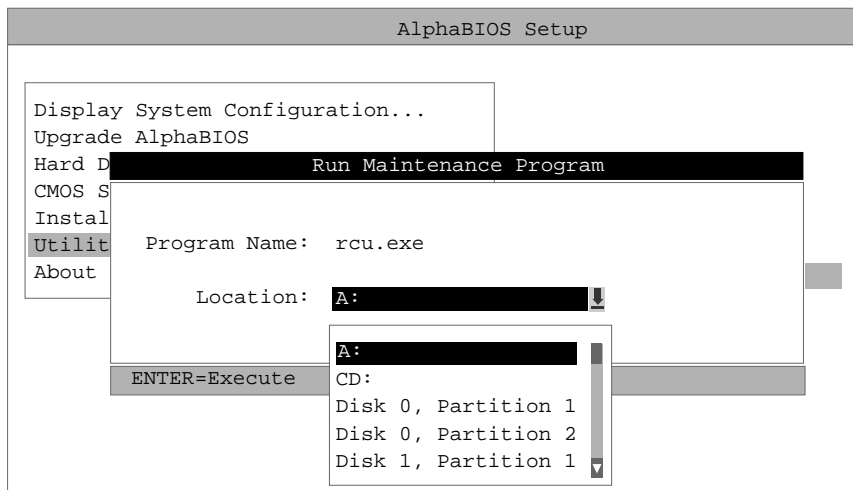 AlphaBIOS Setup
Display System Configuration...
Upgrade AlphaBIOS
Hard D
Run Maintenance Program
CMOS S
Instal
Utilit
Program Name: rcu.exe
About
Location: A:
A:
ENTER=Execute
CD:
Disk 0, Partition 1
Disk 0, Partition 2
Disk 1, Partition 1